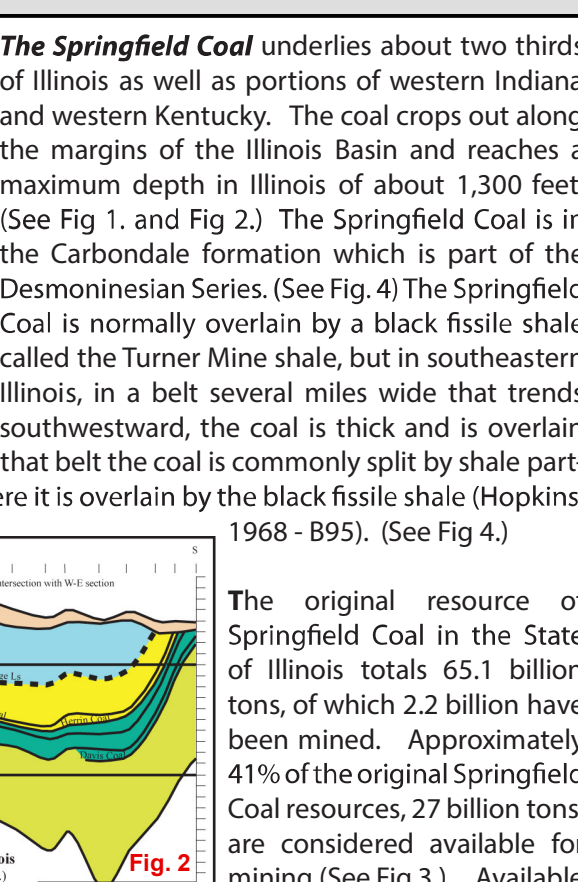 The Springfield Coal underlies about two thirds
of Illinois as well as portions of western Indiana
and western Kentucky. The coal crops out along
the margins of the Illinois Basin and reaches a
maximum depth in Illinois of about 1,300 feet
(See Fig 1. and Fig 2.) The Springfield Coal is in
the Carbondale formation which is part of the
Desmoninesian Series. (See Fig. 4) The Springfield
Coal is normally overlain by a black fissile shale
called the Turner Mine shale, but in southeastern
Illinois, in a belt several miles wide that trends
southwestward, the coal is thick and is overlain
that belt the coal is commonly split by shale part-
ere it is overlain by the black fissile shale (Hopkins
1968 - B95). (See Fig 4.)
The original resource of
Springfield Coal in the State
of Illinois totals 65.1 billion
tons, of which 2.2 billion have
been mined. Approximately
41% of the original Springfield
Coal resources, 27 billion tons
are considered available for
mining (See Fig 3.) Available
S
ntersection with W-E section
ge Ls
al
Herrin Coal
Davis Coal
ois
.)
Fig. 2